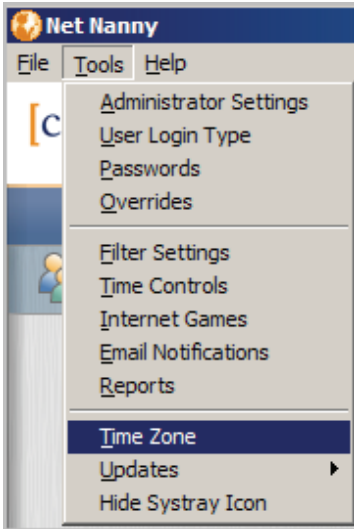 Net Nanny
File Tools Help
[c
Administrator Settings
User Login Type
Passwords
Overrides
Filter Settings
Time Controls
Internet Games
Email Notifications
Reports
Time Zone
Updates
Hide Systray Icon